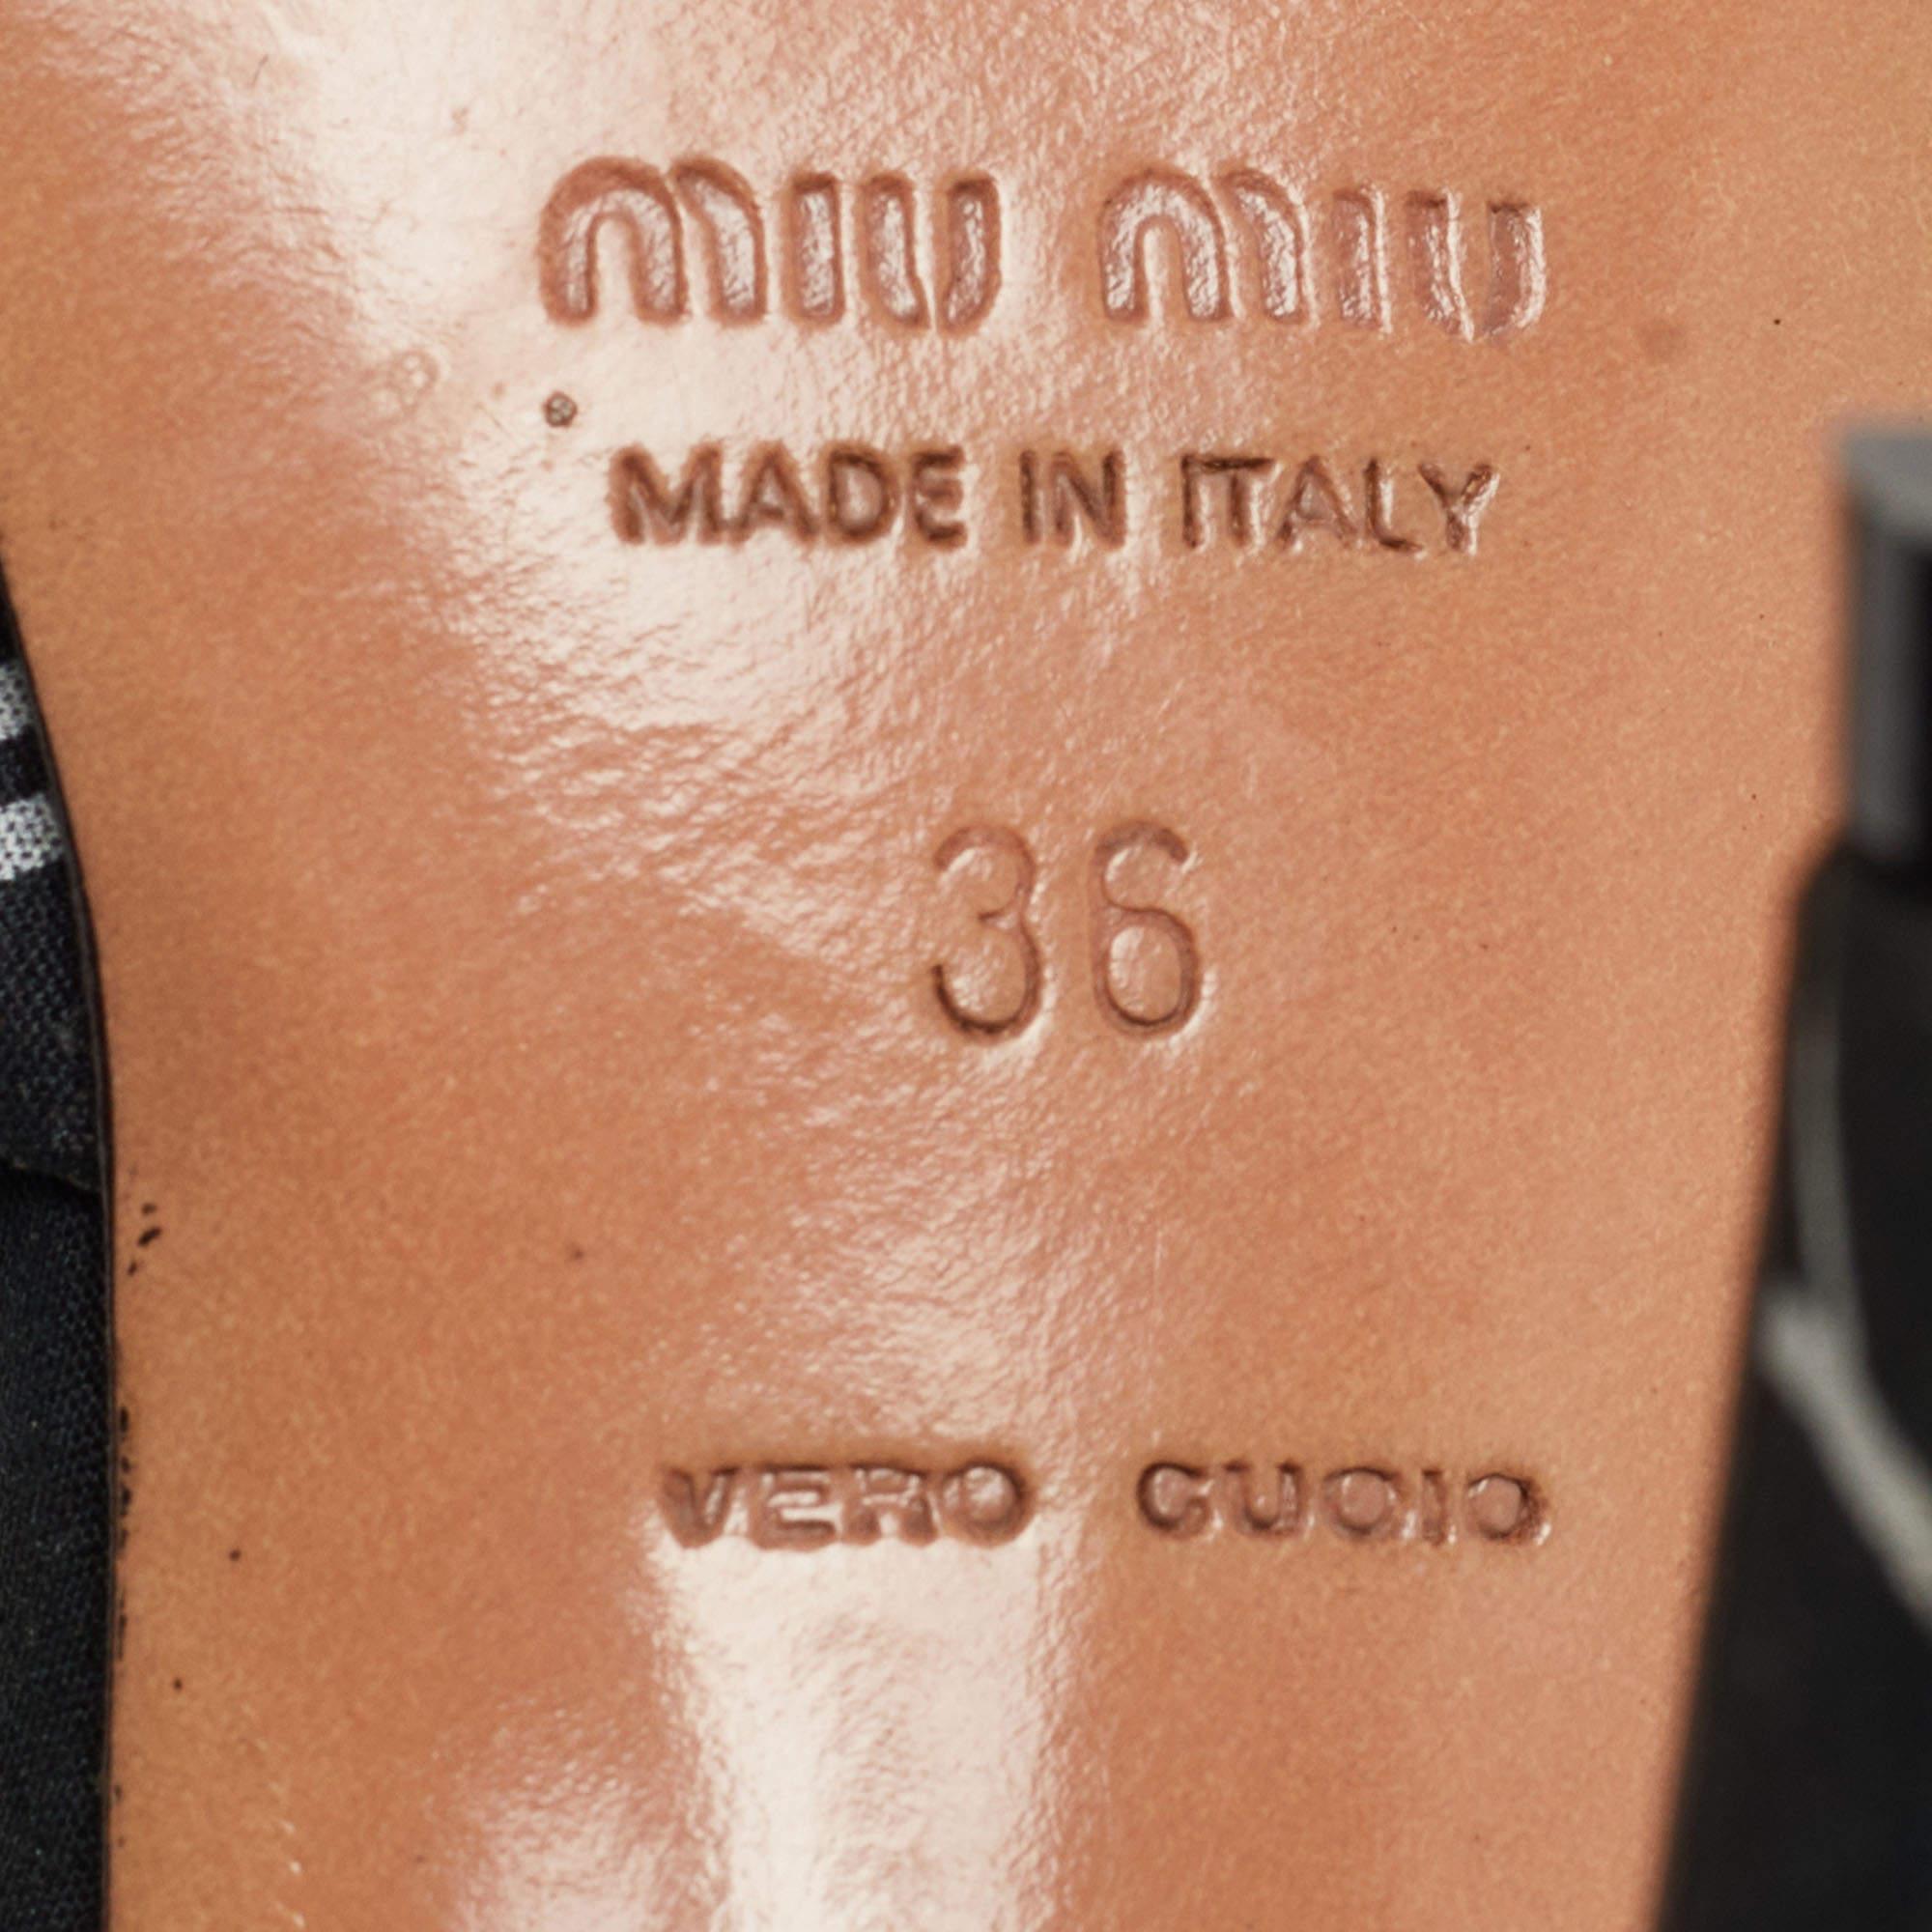 MIU MIU
MADE IN ITALY
36
VERO CUOIO